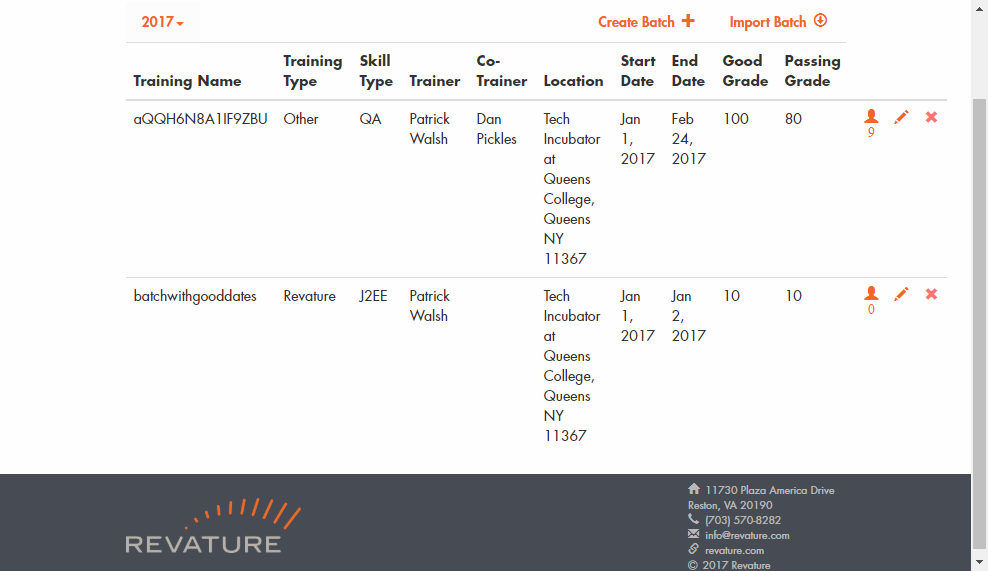 2017 Create Batch Import Batch
Training Name Training Type Skill Type Trainer Co-Trainer Location Start Date End Date Good Grade Passing Grade
aQQH6N8A1IF9ZBU Other QA Patrick Walsh Dan Pickles Tech Incubator at Queens College, Queens NY 11367 Jan 1, 2017 Feb 24, 2017 100 80 9
batchwithgooddates Revature J2EE Patrick Walsh Tech Incubator at Queens College, Queens NY 11367 Jan 1, 2017 Jan 2, 2017 10 10 0
REVATURE
11730 Plaza America Drive
Reston, VA 20190
(703) 570-8282
info@revature.com
revature.com
© 2017 Revature